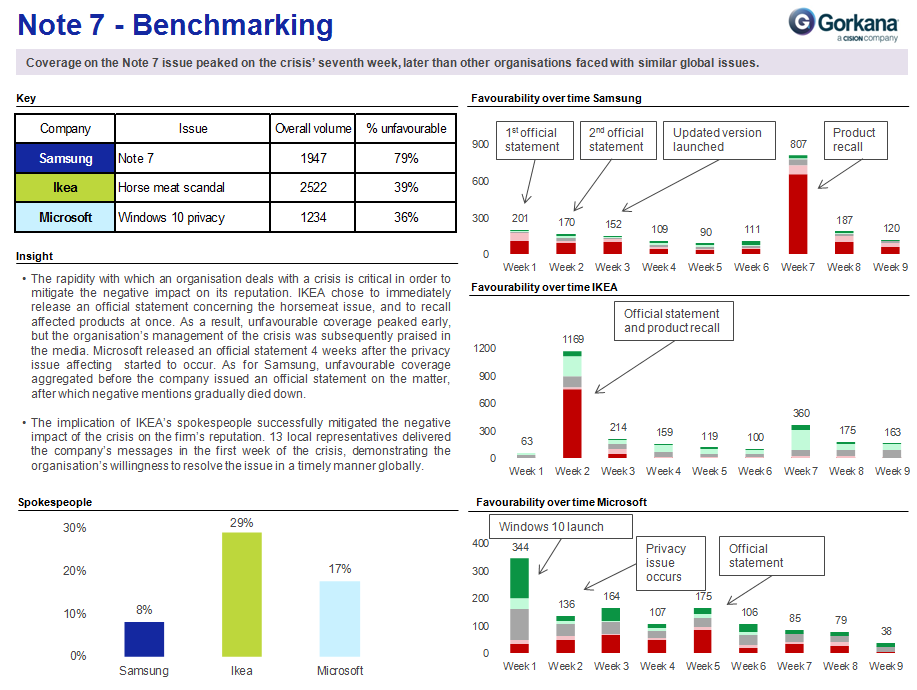 Note 7 - Benchmarking
Gorkana
a CISION company
Coverage on the Note 7 issue peaked on the crisis' seventh week, later than other organisations faced with similar global issues.
Key
Company Issue Overall volume % unfavourable
Samsung Note 7 1947 79%
Ikea Horse meat scandal 2522 39%
Microsoft Windows 10 privacy 1234 36%
Insight
• The rapidity with which an organisation deals with a crisis is critical in order to
mitigate the negative impact on its reputation. IKEA chose to immediately
release an official statement concerning the horsemeat issue, and to recall
affected products at once. As a result, unfavourable coverage peaked early,
but the organisation's management of the crisis was subsequently praised in
the media. Microsoft released an official statement 4 weeks after the privacy
issue affecting started to occur. As for Samsung, unfavourable coverage
aggregated before the company issued an official statement on the matter,
after which negative mentions gradually died down.
• The implication of IKEA's spokespeople successfully mitigated the negative
impact of the crisis on the firm's reputation. 13 local representatives delivered
the company's messages in the first week of the crisis, demonstrating the
organisation's willingness to resolve the issue in a timely manner globally.
Spokespeople
30%
20%
10%
0%
8%
29%
17%
Samsung Ikea Microsoft
Favourability over time Samsung
1st official
statement
2nd official
statement
Updated version
launched
Product
recall
900
600
300
0
201 170 152 109 90 111 807 187 120
Week 1 Week 2 Week 3 Week 4 Week 5 Week 6 Week 7 Week 8 Week 9
Favourability over time IKEA
Official statement
and product recall
1200
900
600
300
0
63 1169 214 159 119 100 360 175 163
Week 1 Week 2 Week 3 Week 4 Week 5 Week 6 Week 7 Week 8 Week 9
Favourability over time Microsoft
Windows 10 launch
Privacy
issue
occurs
Official
statement
400
300
200
100
0
344 136 164 107 175 106 85 79 38
Week 1 Week 2 Week 3 Week 4 Week 5 Week 6 Week 7 Week 8 Week 9